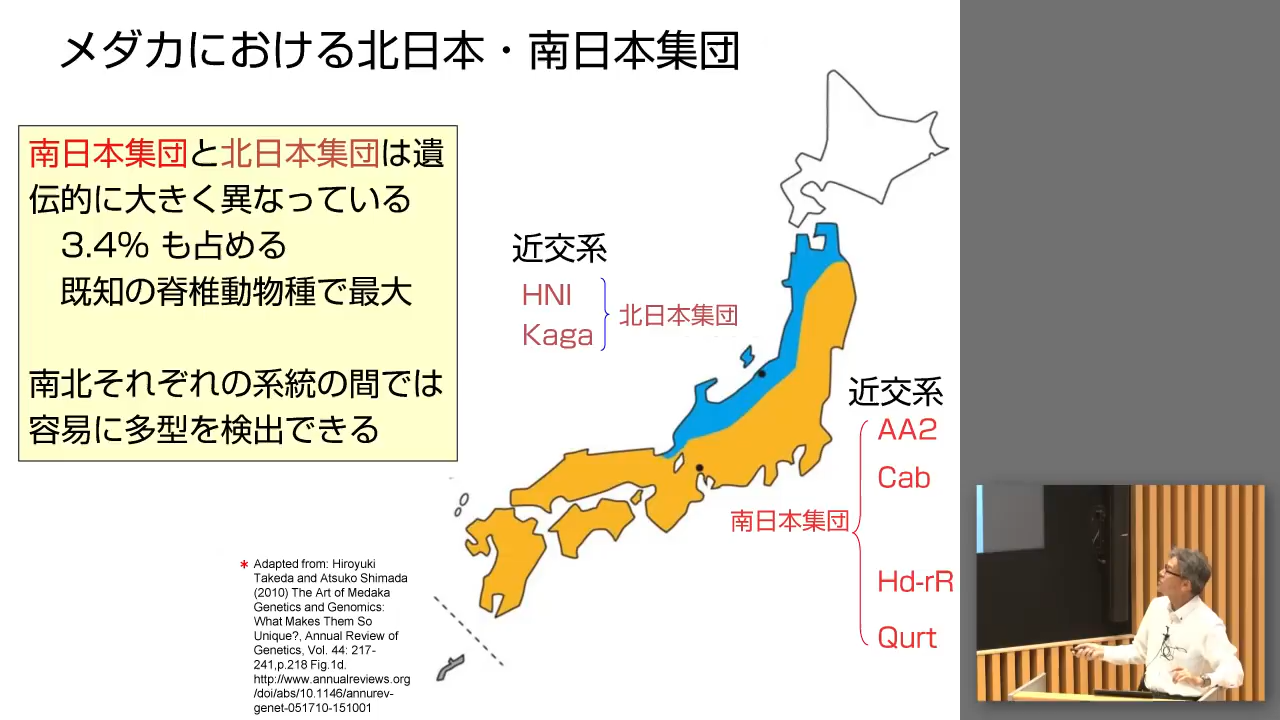 メダカにおける北日本・南日本集団
南日本集団と北日本集団は遺
伝的に大きく異なっている
3.4% も占める
既知の脊椎動物種で最大
南北それぞれの系統の間では
容易に多型を検出できる
近交系
HNI
Kaga
北日本集団
近交系
AA2
Cab
南日本集団
Hd-rR
Qurt
* Adapted from: Hiroyuki
Takeda and Atsuko Shimada
(2010) The Art of Medaka
Genetics and Genomics:
What Makes Them So
Unique?, Annual Review of
Genetics, Vol. 44: 217-
241,p.218 Fig.1d.
http://www.annualreviews.org
/doi/abs/10.1146/annurev-
genet-051710-151001